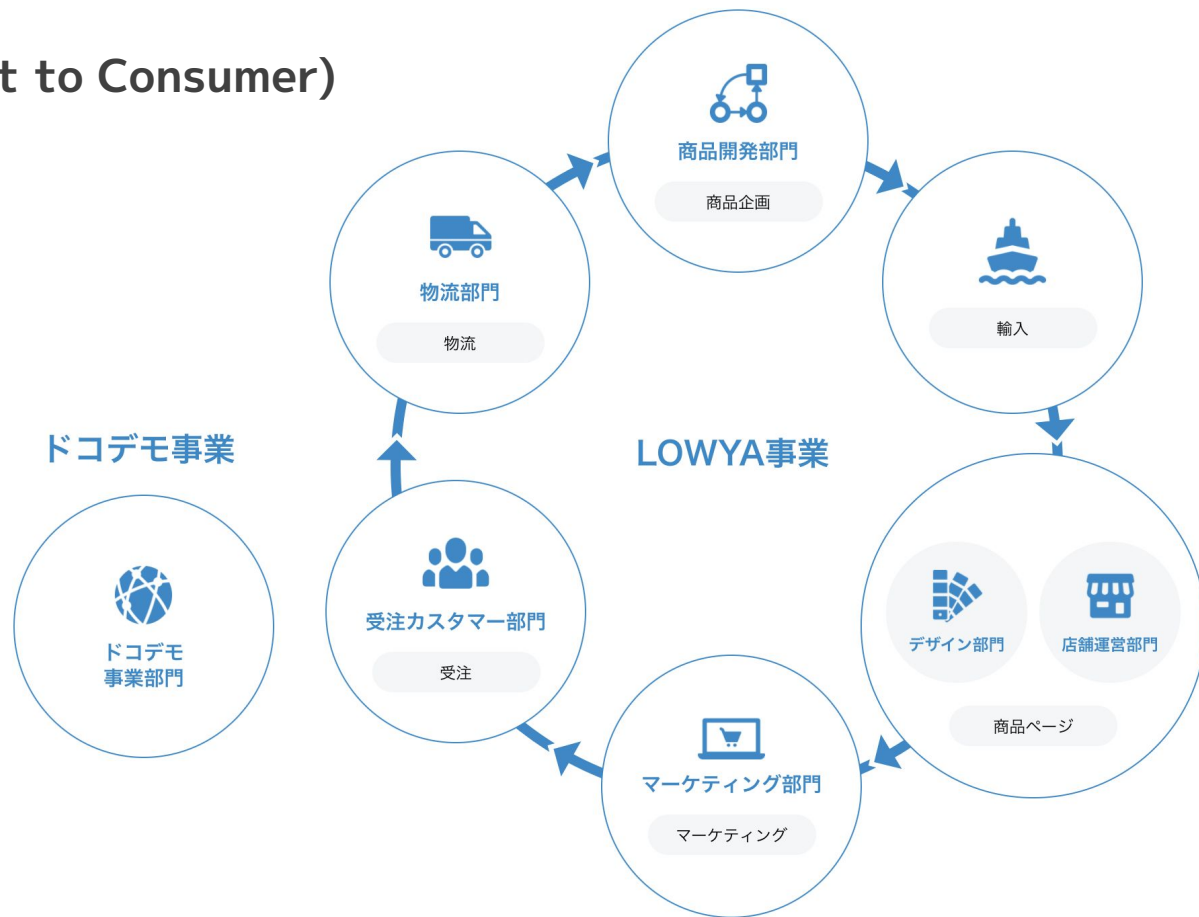 t to Consumer)
商品開発部門
商品企画
輸入
物流部門
物流
ドコデモ事業
LOWYA事業
ドコデモ
事業部門
受注カスタマー部門
受注
デザイン部門
店舗運営部門
商品ページ
マーケティング部門
マーケティング